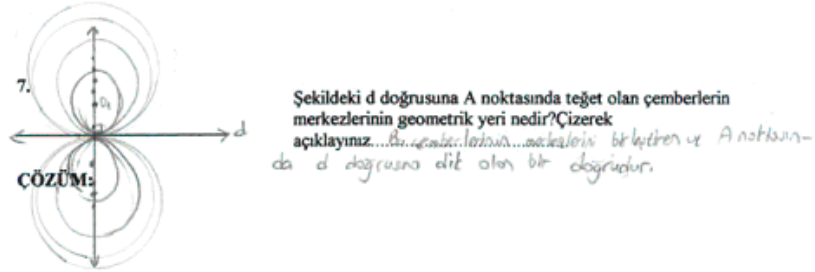 7.
O₁
d
Şekildeki d doğrusuna A noktasında teğet olan çemberlerin
merkezlerinin geometrik yeri nedir?Çizerek
açıklayınız....Bu çemberlerin merkezlerini birleştiren ve A noktasın-
da d doğrusuna dik olan bir doğrudur.
ÇÖZÜM: